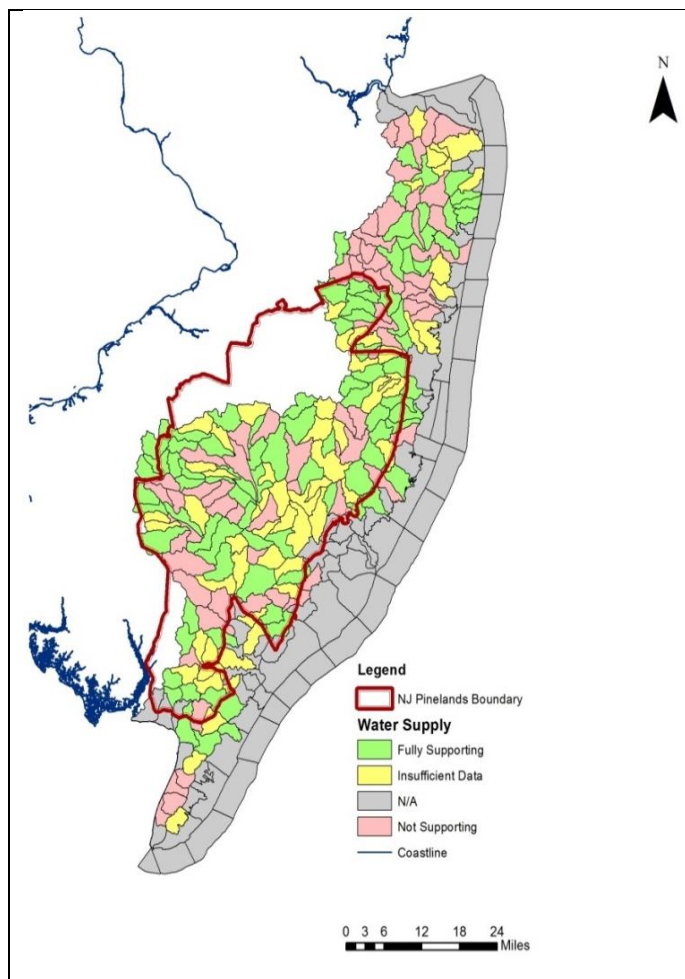 N
Legend
NJ Pinelands Boundary
Water Supply
Fully Supporting
Insufficient Data
N/A
Not Supporting
Coastline
0 3 6 12 18 24
Miles